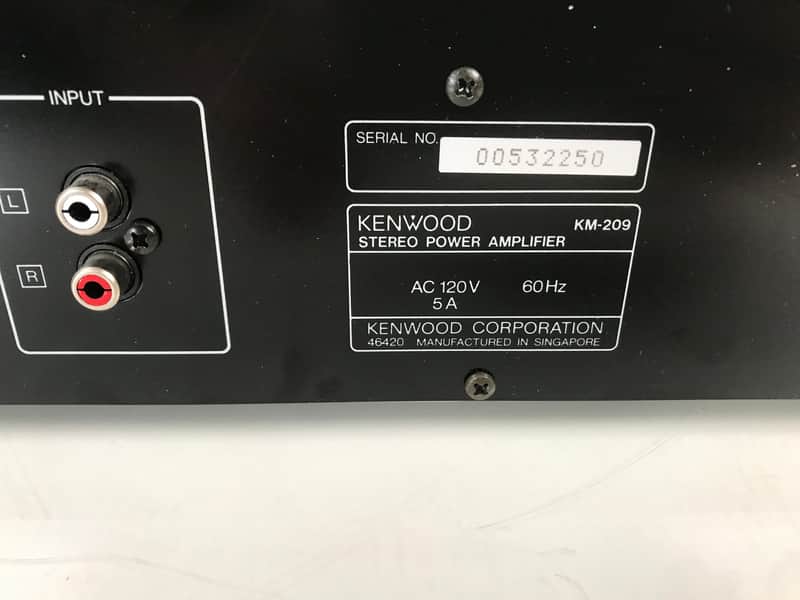 INPUT
L
R
SERIAL NO.
00532250
KENWOOD KM-209
STEREO POWER AMPLIFIER
AC 120V 60Hz
5A
KENWOOD CORPORATION
46420 MANUFACTURED IN SINGAPORE